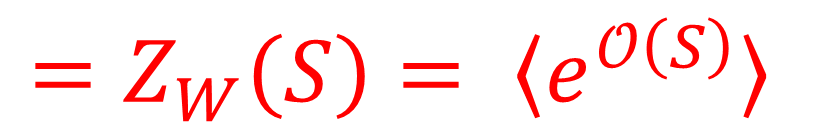 = Z_W(S) = ⟨e^{𝒪(S)}⟩